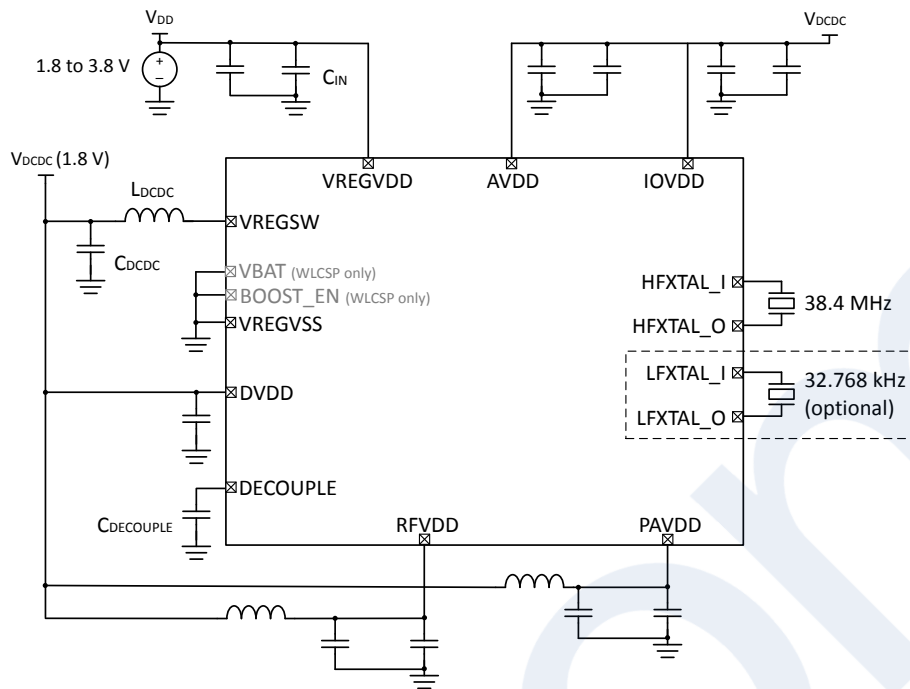 VDD
VDCDC
1.8 to 3.8 V
+
−
CIN
VDCDC (1.8 V)
VREGVDD
AVDD
IOVDD
LDCDC
VREGSW
CDCDC
VBAT (WLCSP only)
BOOST_EN (WLCSP only)
VREGVSS
HFXTAL_I
38.4 MHz
HFXTAL_O
LFXTAL_I
32.768 kHz
(optional)
LFXTAL_O
DVDD
DECOUPLE
CDECOUPLE
RFVDD
PAVDD